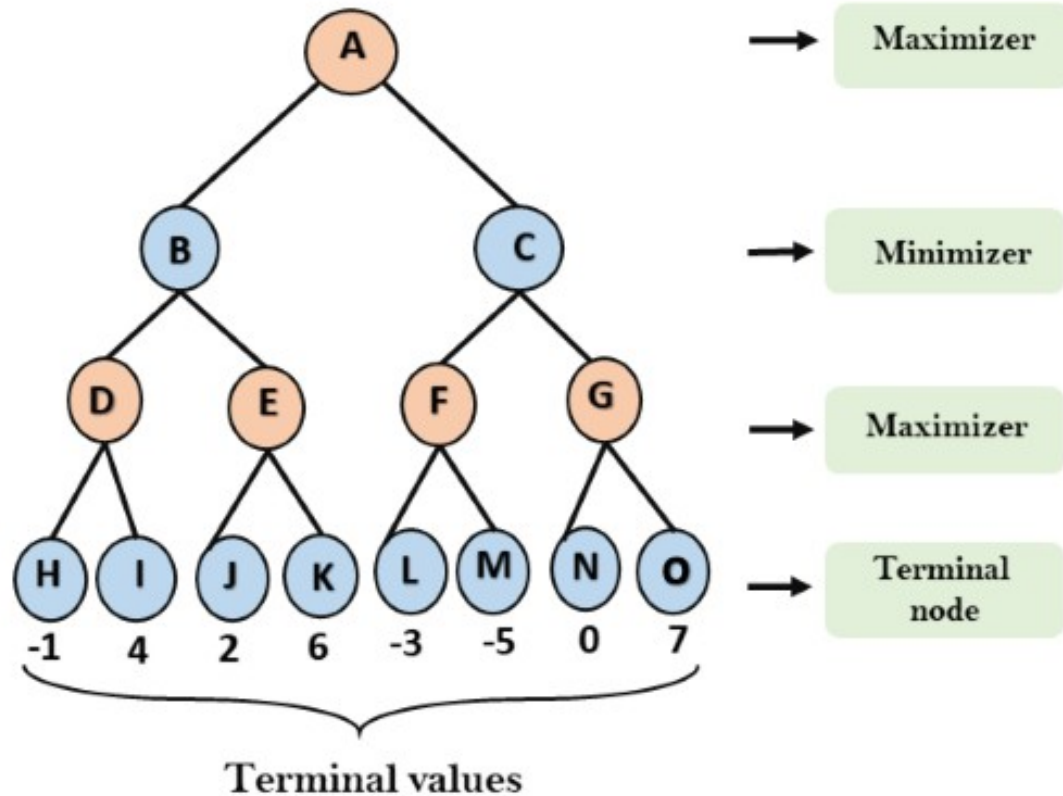 A
Maximizer
B
C
Minimizer
D
E
F
G
Maximizer
H
I
J
K
L
M
N
O
Terminal
node
-1
4
2
6
-3
-5
0
7
Terminal values